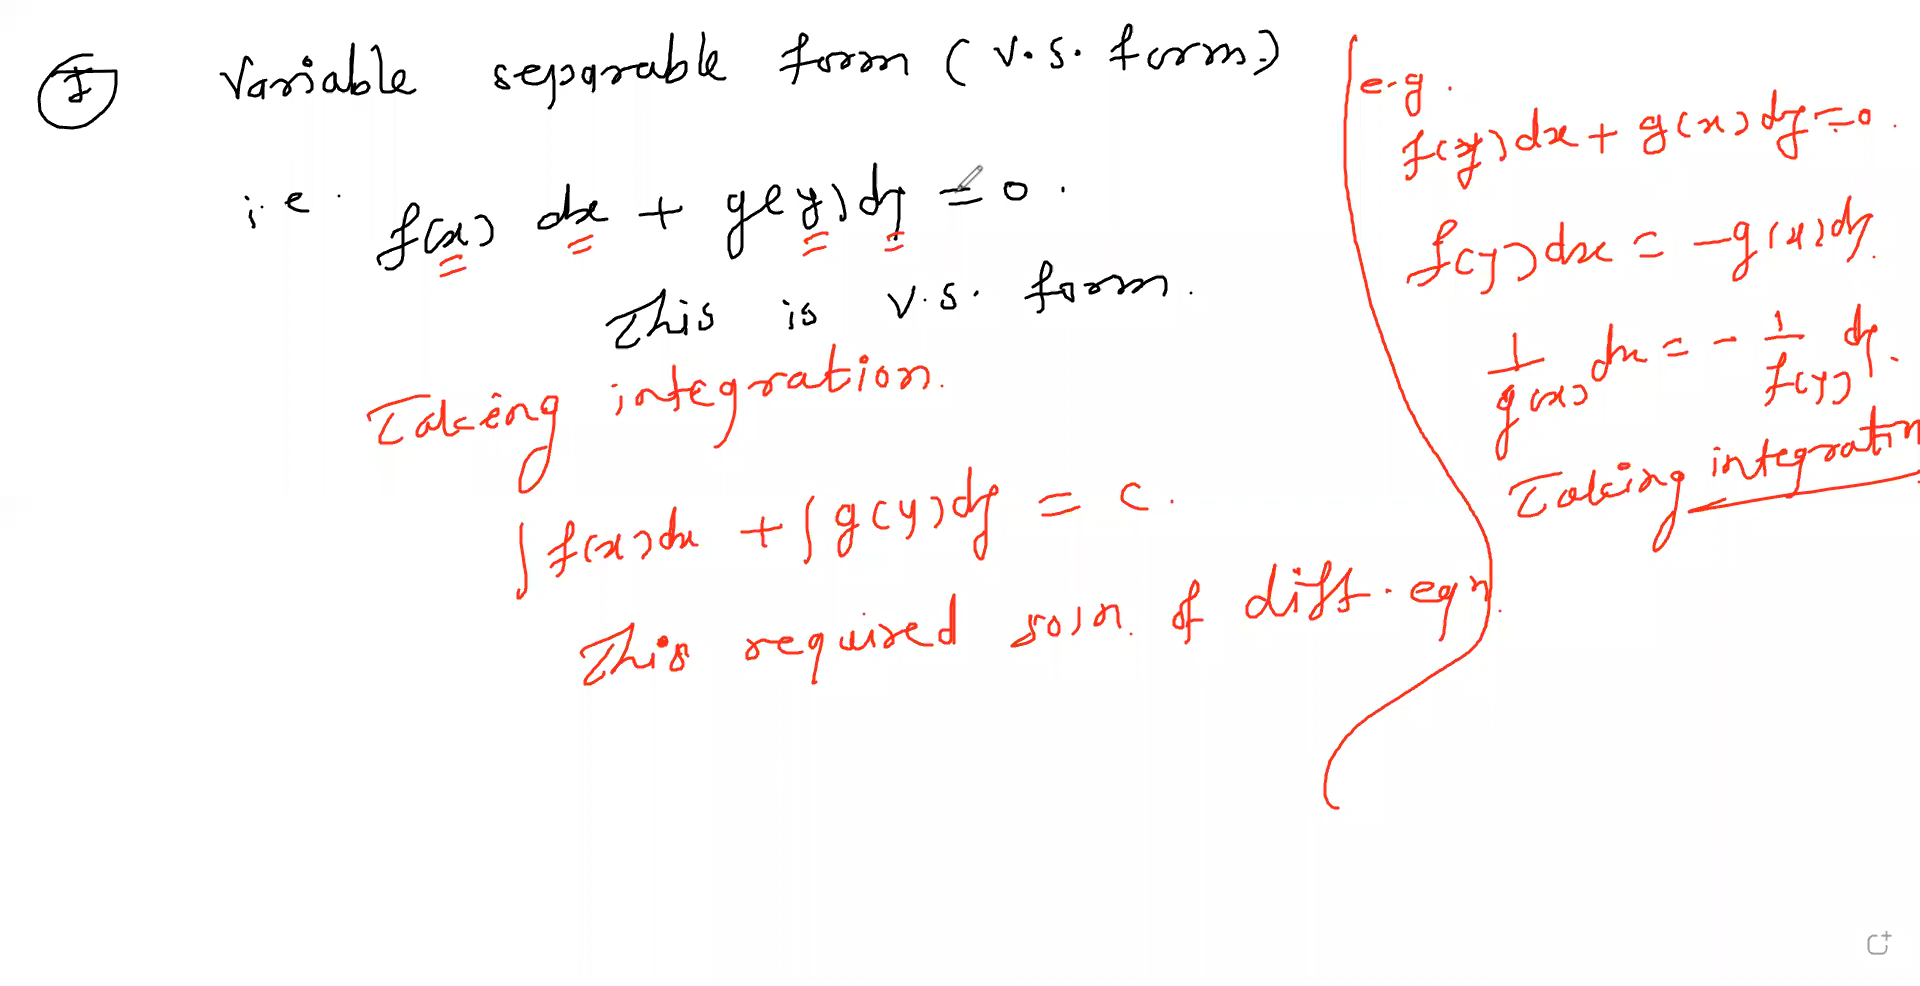 I Variable separable form (V.S. form.)
i.e. f(x) dx + g(y) dy = 0.
This is V.S. form.
Taking integration.
∫ f(x) dx + ∫ g(y) dy = c.
This required soln. of diff. eqn.
e.g.
f(y) dx + g(x) dy = 0.
f(y) dx = -g(x) dy.
1/g(x) dx = - 1/f(y) dy.
Taking integration